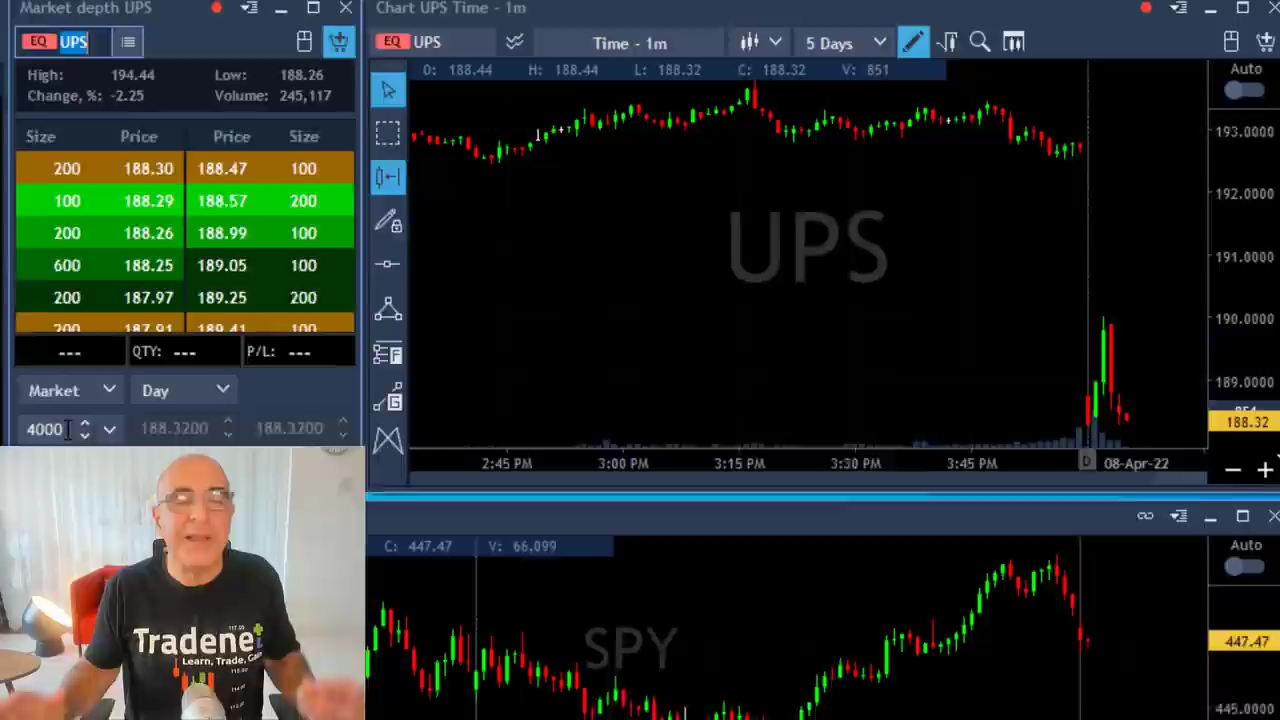 Market depth UPS
EQ UPS
High: 194.44 Low: 188.26
Change, %: -2.25 Volume: 245,117
Size Price Price Size
200 188.30 188.47 100
100 188.29 188.57 200
200 188.26 188.99 100
600 188.25 189.05 100
200 187.97 189.25 200
200 187.91 189.41 100
--- QTY: --- P/L: ---
Market Day
4000 188.3200 188.3200
Chart UPS Time - 1m
EQ UPS Time - 1m 5 Days
O: 188.44 H: 188.44 L: 188.32 C: 188.32 V: 851
Auto
193.0000
192.0000
UPS
191.0000
190.0000
189.0000
188.32
F
G
2:45 PM 3:00 PM 3:15 PM 3:30 PM 3:45 PM D 08-Apr-22
C: 447.47 V: 66,099
Auto
SPY
447.47
445.0000
Tradenet
Learn, Trade,